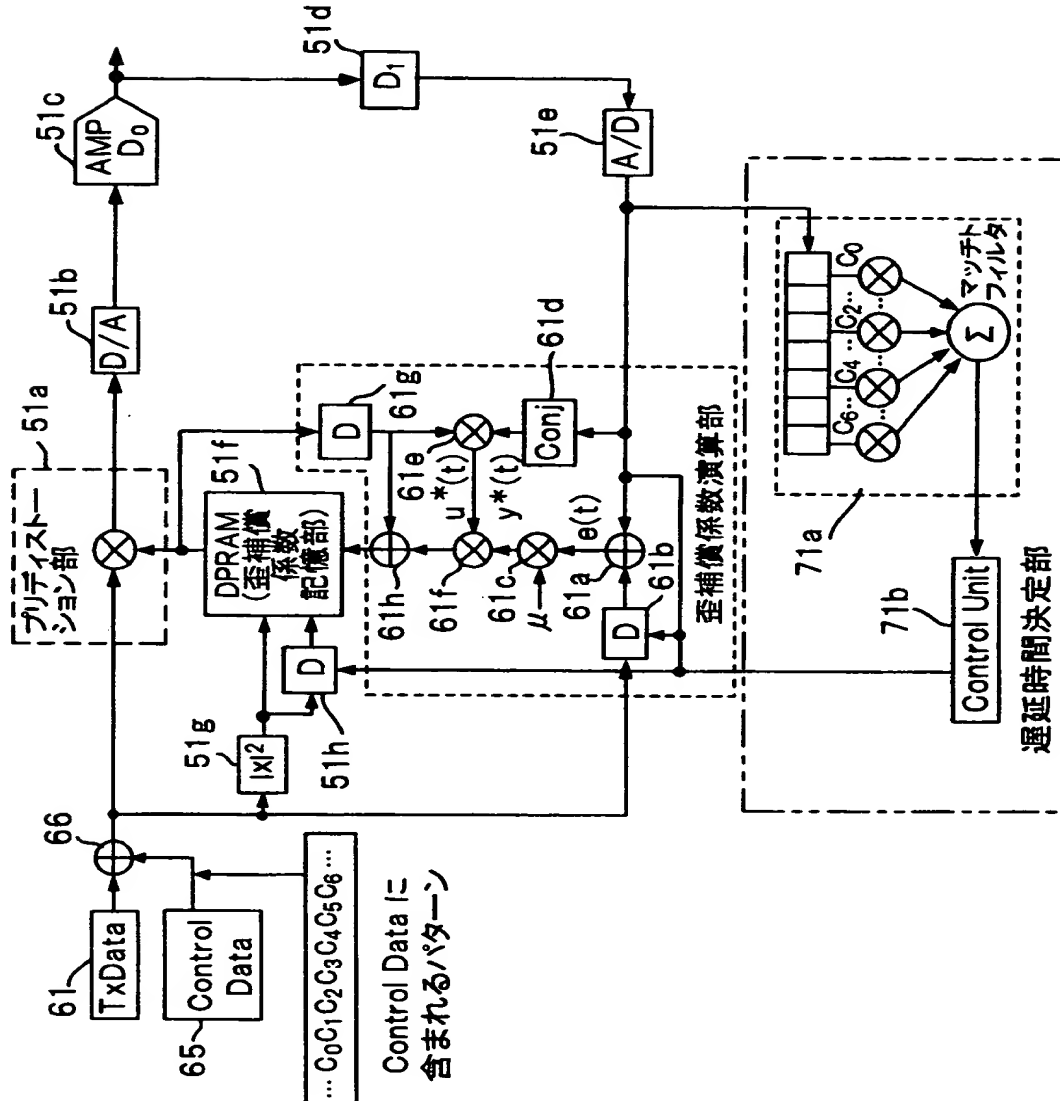 61
TxData
66
65
Control
Data
… C₀C₁C₂C₃C₄C₅C₆ …
Control Data に
含まれるパターン
プリディストー
ション部
51a
51b
D/A
51c
AMP
D₀
51d
D₁
51e
A/D
51g
|x|²
51h
D
DPRAM
(歪補償
係数
記憶部)
51f
D
61g
61h
61e
u*(t)
61f
y*(t)
Conj
61d
μ
61c
e(t)
61a
D
61b
歪補償係数演算部
C₆‥
C₄
‥
C₂‥
‥
C₀
‥
Σ
マッチト
フィルタ
71a
71b
Control Unit
遅延時間決定部